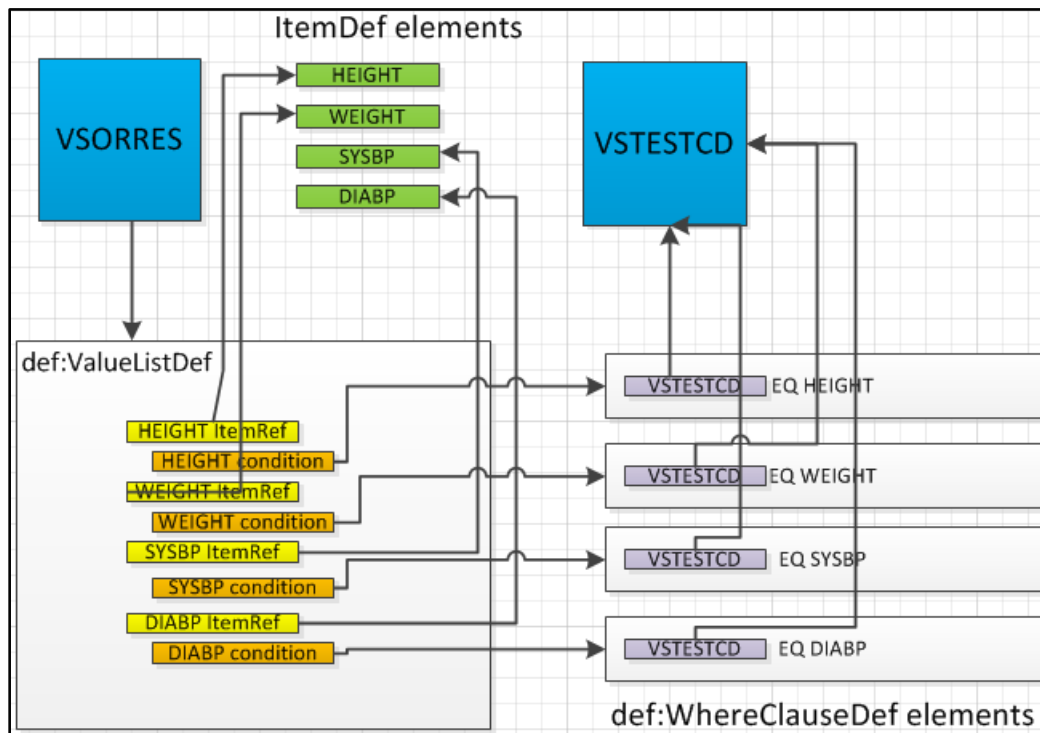 ItemDef elements
VSORRES
HEIGHT
WEIGHT
SYSBP
DIABP
VSTESTCD
def:ValueListDef
HEIGHT ItemRef
HEIGHT condition
WEIGHT ItemRef
WEIGHT condition
SYSBP ItemRef
SYSBP condition
DIABP ItemRef
DIABP condition
VSTESTCD EQ HEIGHT
VSTESTCD EQ WEIGHT
VSTESTCD EQ SYSBP
VSTESTCD EQ DIABP
def:WhereClauseDef elements